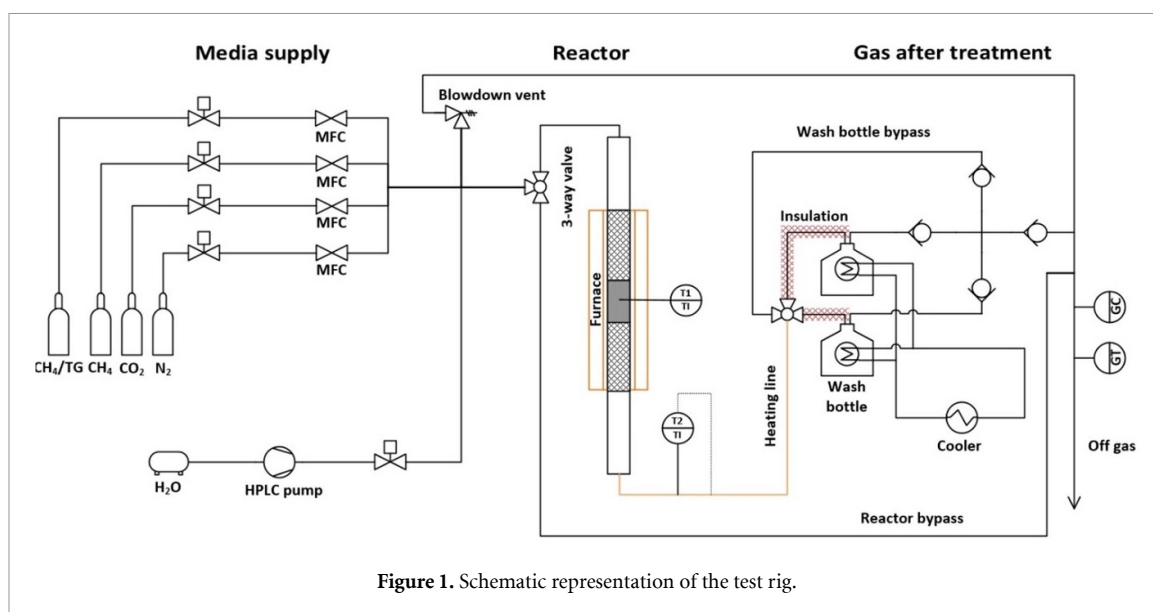 Media supply
Reactor
Gas after treatment
Blowdown vent
MFC
MFC
MFC
MFC
3-way valve
Wash bottle bypass
Insulation
Furnace
T1
TI
GC
GT
CH₄/TG CH₄ CO₂ N₂
Wash
bottle
Heating line
T2
TI
Cooler
Off gas
H₂O
HPLC pump
Reactor bypass
Figure 1. Schematic representation of the test rig.